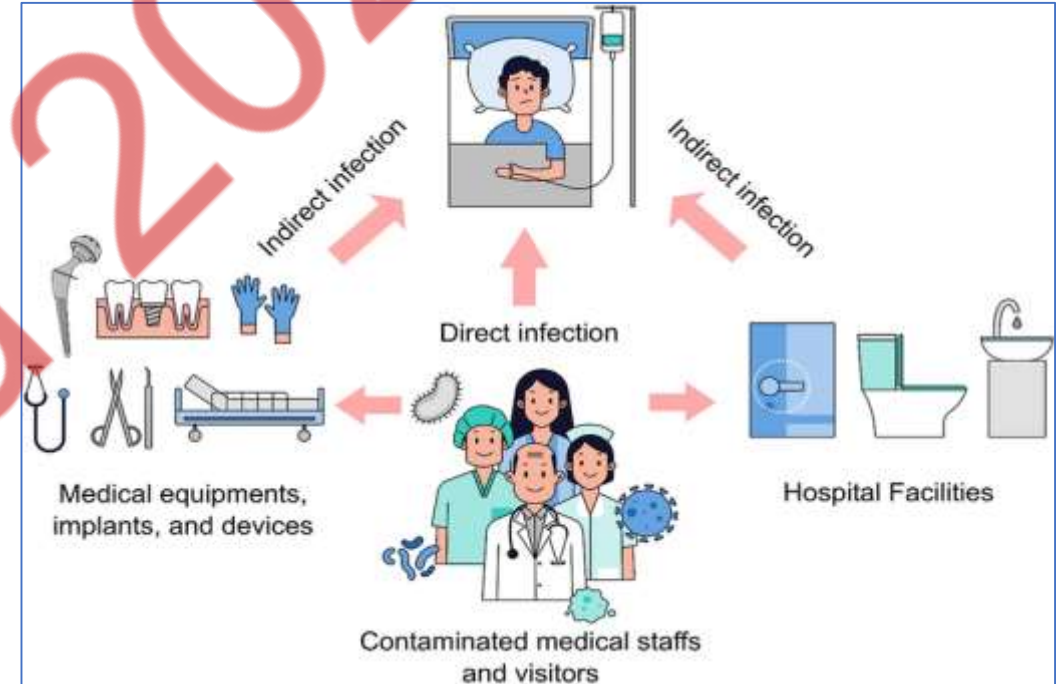 Indirect infection
Indirect infection
Direct infection
Medical equipments,
implants, and devices
Hospital Facilities
Contaminated medical staffs
and visitors